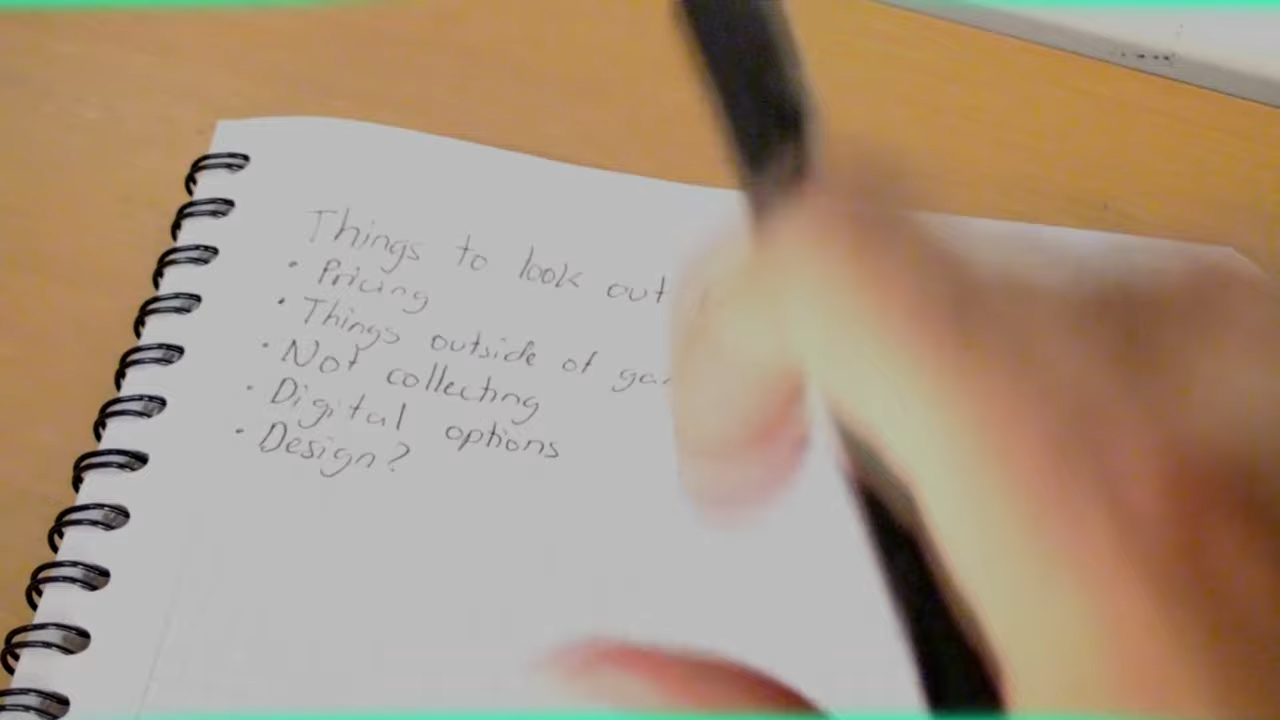 Things to look out
• Pricing
• Things outside of
• Not collecting
• Digital options
• Design?